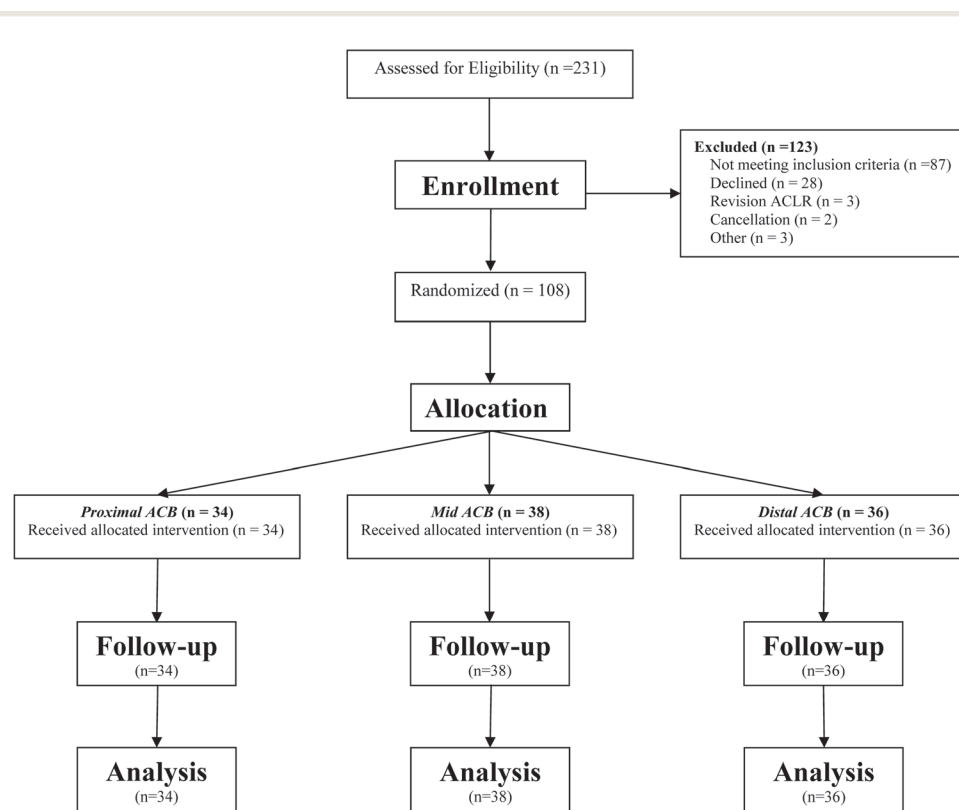 Assessed for Eligibility (n =231)
Enrollment
Excluded (n =123)
Not meeting inclusion criteria (n =87)
Declined (n = 28)
Revision ACLR (n = 3)
Cancellation (n = 2)
Other (n = 3)
Randomized (n = 108)
Allocation
Proximal ACB (n = 34)
Received allocated intervention (n = 34)
Mid ACB (n = 38)
Received allocated intervention (n = 38)
Distal ACB (n = 36)
Received allocated intervention (n = 36)
Follow-up
(n=34)
Follow-up
(n=38)
Follow-up
(n=36)
Analysis
(n=34)
Analysis
(n=38)
Analysis
(n=36)